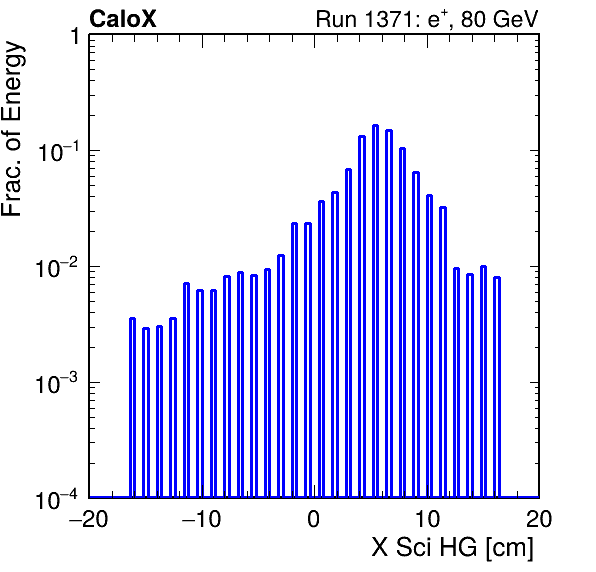 CaloX Run 1371: e⁺, 80 GeV
Frac. of Energy
1
10⁻¹
10⁻²
10⁻³
10⁻⁴
−20 −10 0 10 20
X Sci HG [cm]